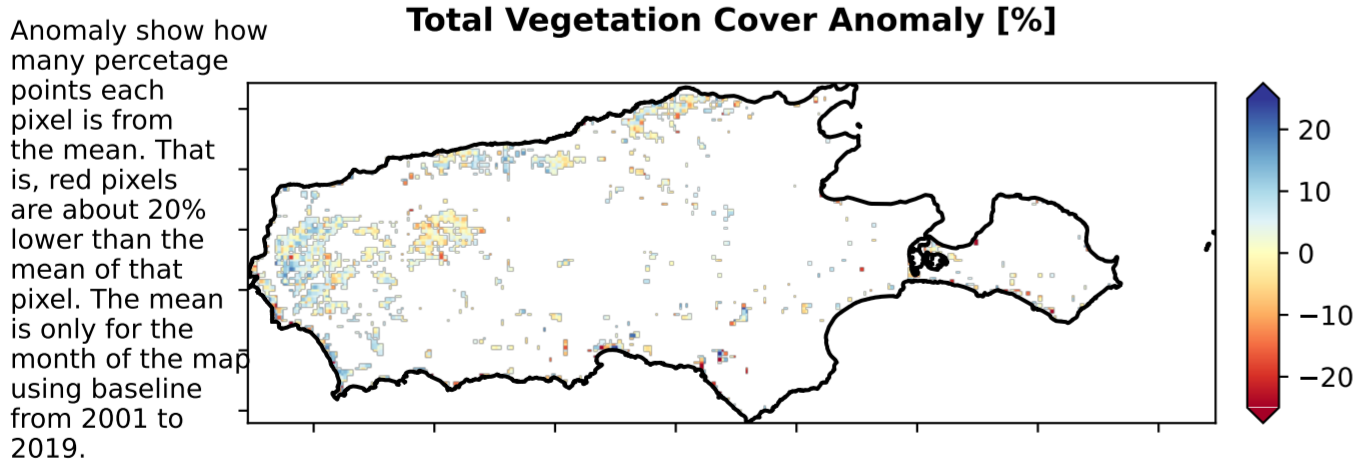 Total Vegetation Cover Anomaly [%]
Anomaly show how
many percetage
points each
pixel is from
the mean. That
is, red pixels
are about 20%
lower than the
mean of that
pixel. The mean
is only for the
month of the map
using baseline
from 2001 to
2019.
20
10
0
−10
−20